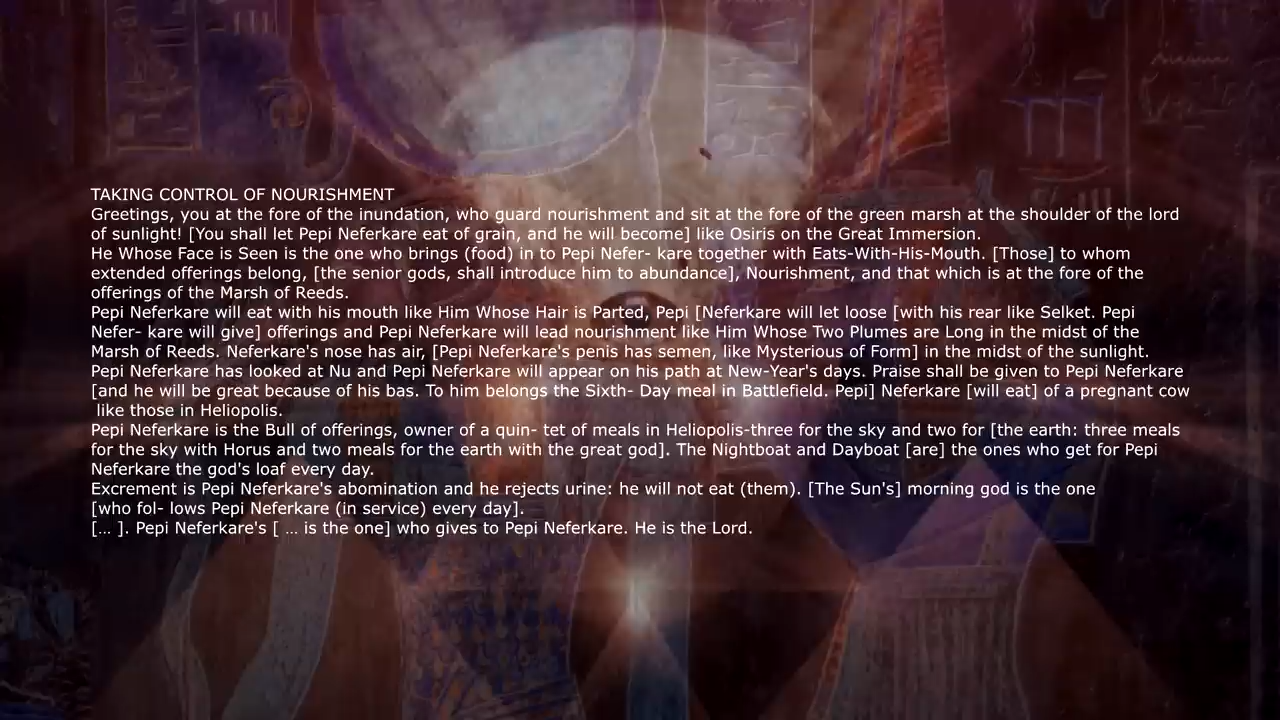 TAKING CONTROL OF NOURISHMENT
Greetings, you at the fore of the inundation, who guard nourishment and sit at the fore of the green marsh at the shoulder of the lord
of sunlight! [You shall let Pepi Neferkare eat of grain, and he will become] like Osiris on the Great Immersion.
He Whose Face is Seen is the one who brings (food) in to Pepi Nefer- kare together with Eats-With-His-Mouth. [Those] to whom
extended offerings belong, [the senior gods, shall introduce him to abundance], Nourishment, and that which is at the fore of the
offerings of the Marsh of Reeds.
Pepi Neferkare will eat with his mouth like Him Whose Hair is Parted, Pepi [Neferkare will let loose [with his rear like Selket. Pepi
Nefer- kare will give] offerings and Pepi Neferkare will lead nourishment like Him Whose Two Plumes are Long in the midst of the
Marsh of Reeds. Neferkare's nose has air, [Pepi Neferkare's penis has semen, like Mysterious of Form] in the midst of the sunlight.
Pepi Neferkare has looked at Nu and Pepi Neferkare will appear on his path at New-Year's days. Praise shall be given to Pepi Neferkare
[and he will be great because of his bas. To him belongs the Sixth- Day meal in Battlefield. Pepi] Neferkare [will eat] of a pregnant cow
like those in Heliopolis.
Pepi Neferkare is the Bull of offerings, owner of a quin- tet of meals in Heliopolis-three for the sky and two for [the earth: three meals
for the sky with Horus and two meals for the earth with the great god]. The Nightboat and Dayboat [are] the ones who get for Pepi
Neferkare the god's loaf every day.
Excrement is Pepi Neferkare's abomination and he rejects urine: he will not eat (them). [The Sun's] morning god is the one
[who fol- lows Pepi Neferkare (in service) every day].
[… ]. Pepi Neferkare's [ … is the one] who gives to Pepi Neferkare. He is the Lord.